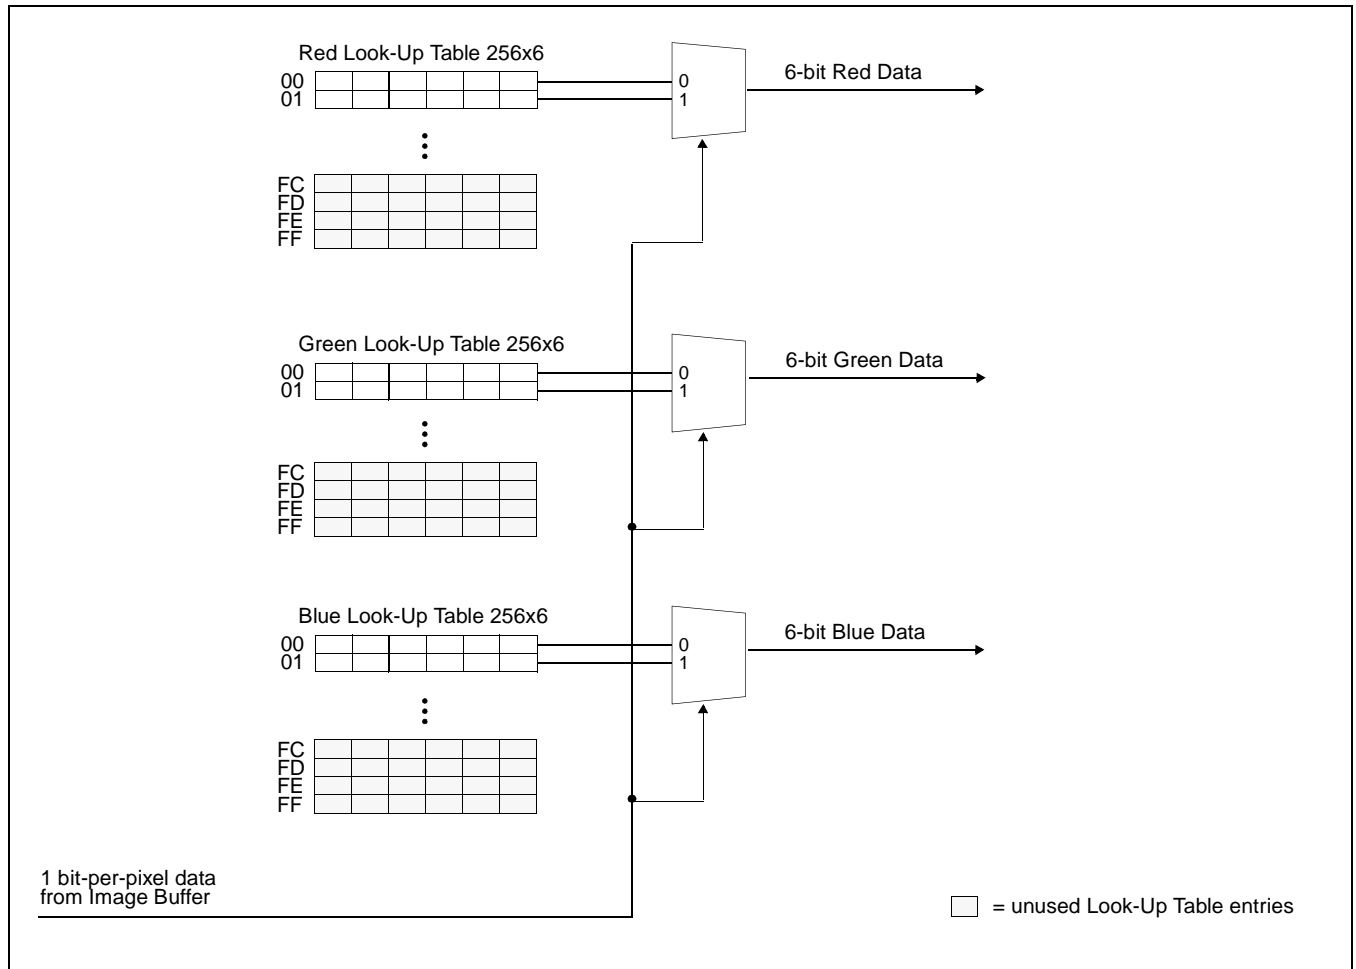 Red Look-Up Table 256x6
00
01
FC
FD
FE
FF
0
1
6-bit Red Data
Green Look-Up Table 256x6
00
01
FC
FD
FE
FF
0
1
6-bit Green Data
Blue Look-Up Table 256x6
00
01
FC
FD
FE
FF
0
1
6-bit Blue Data
1 bit-per-pixel data
from Image Buffer
= unused Look-Up Table entries